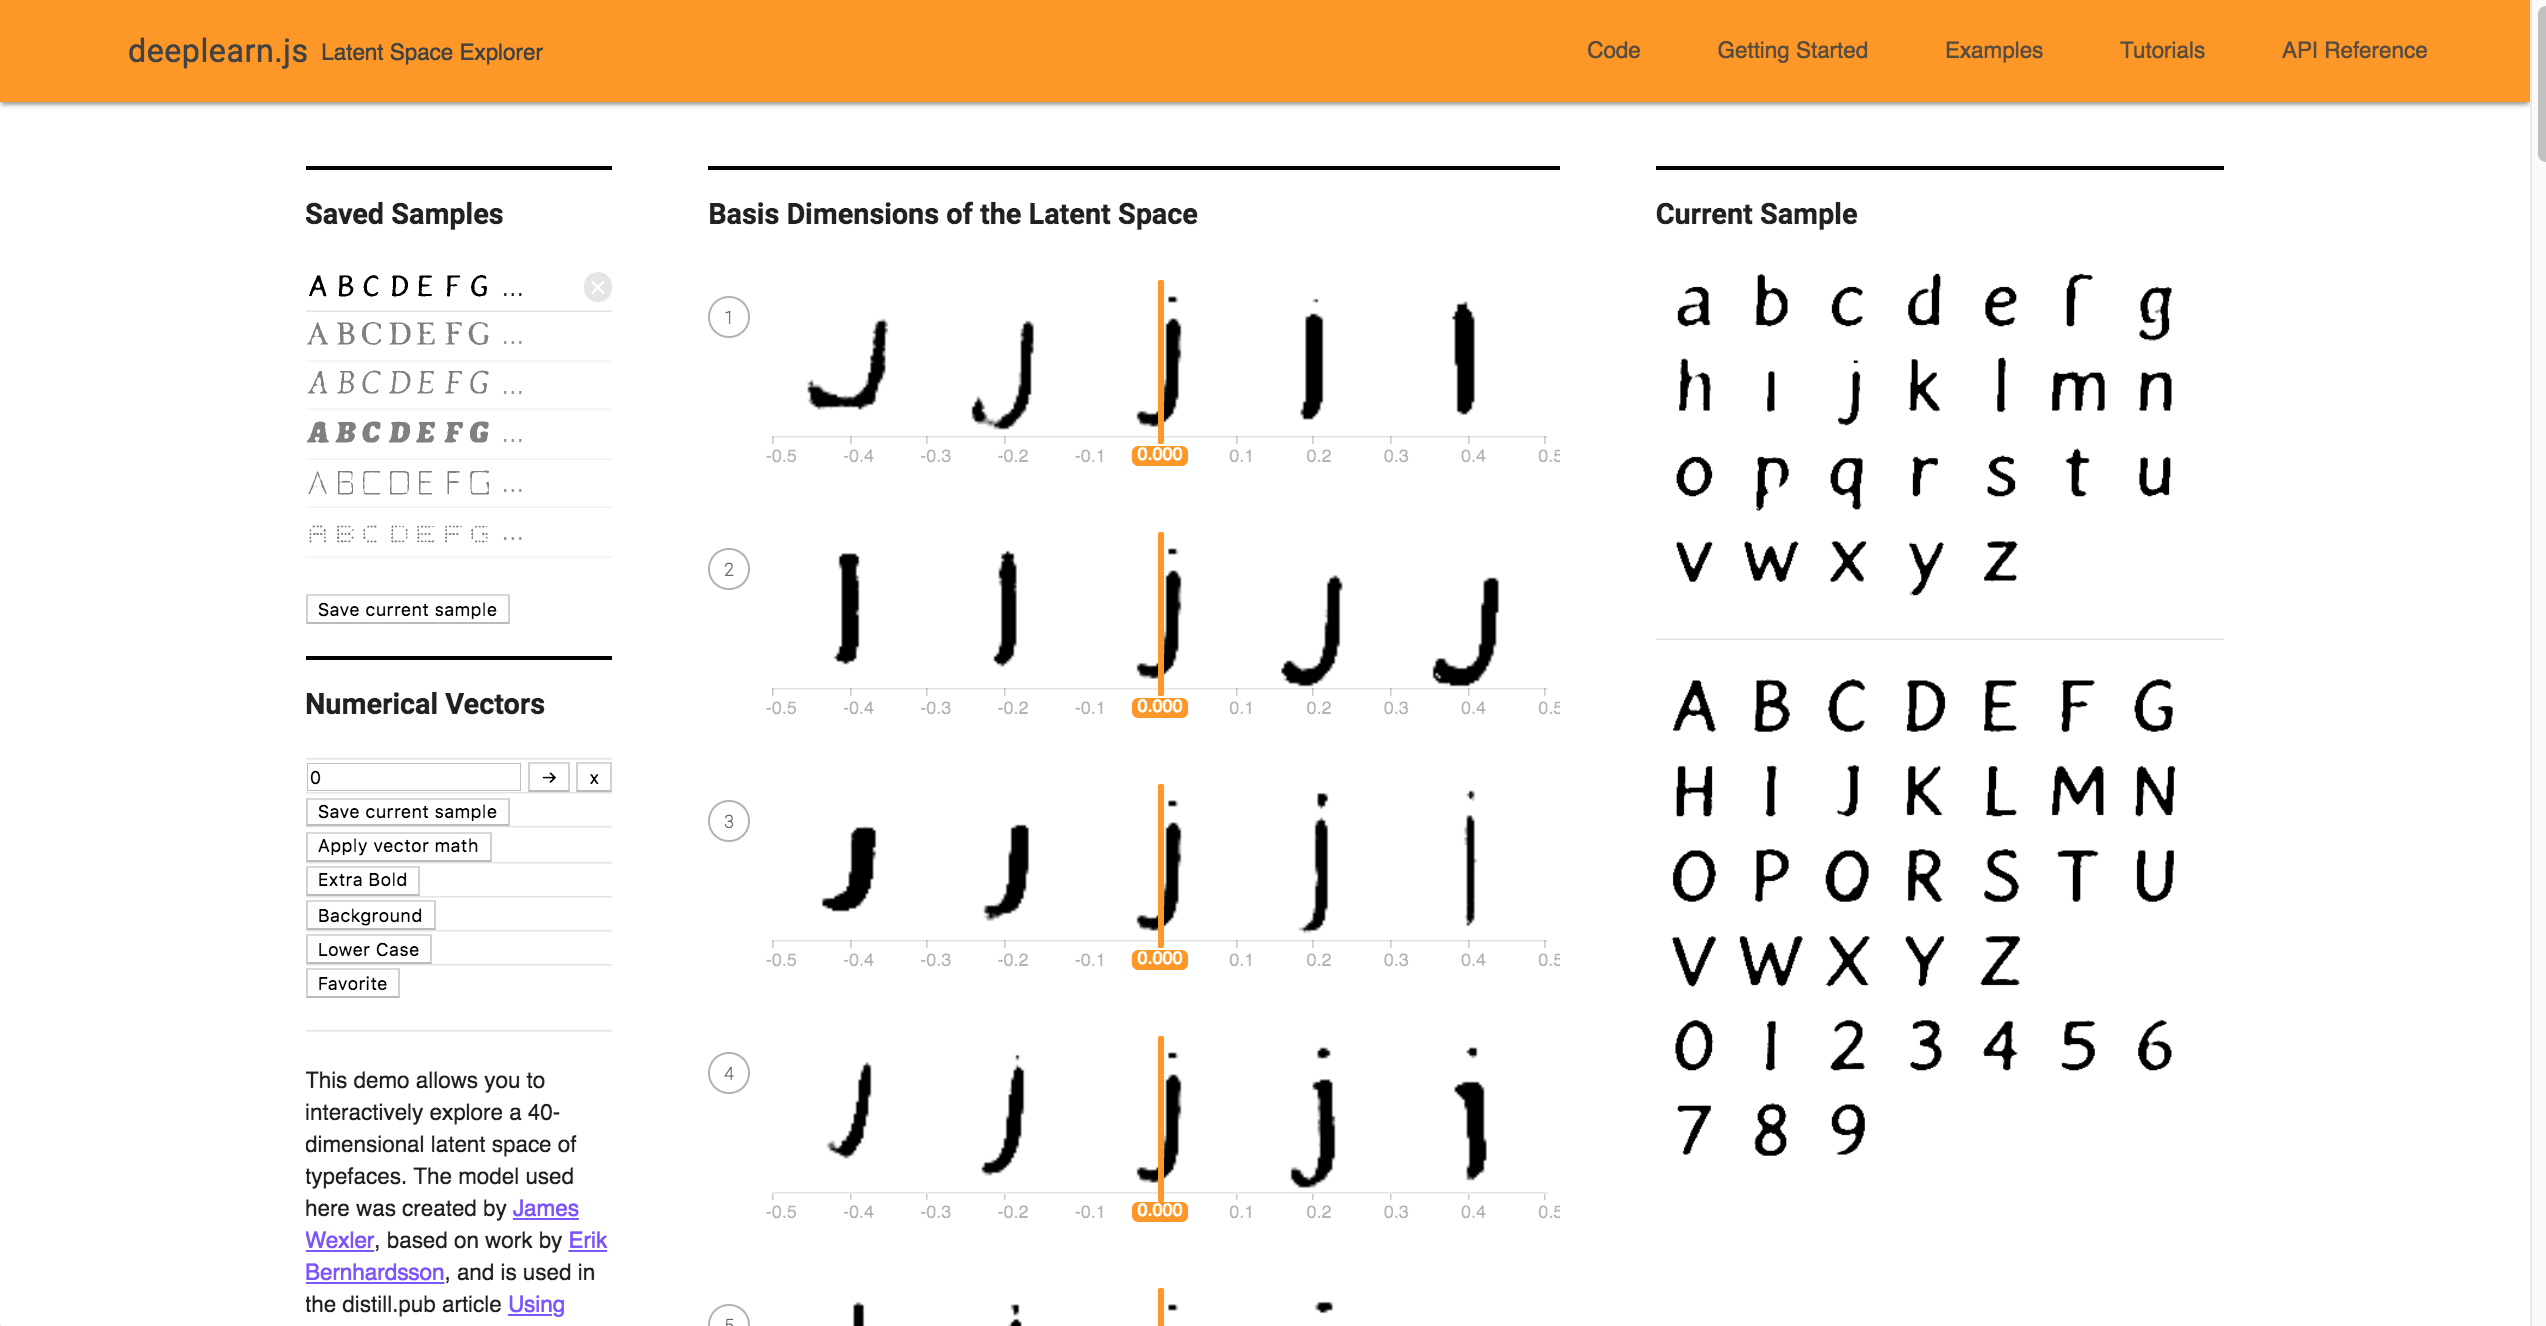 deeplearn.js Latent Space Explorer Code Getting Started Examples Tutorials API Reference
Saved Samples
A B C D E F G ...
A B C D E F G ...
A B C D E F G ...
A B C D E F G ...
A B C D E F G ...
A B C D E F G ...
Save current sample
Numerical Vectors
0 → x
Save current sample
Apply vector math
Extra Bold
Background
Lower Case
Favorite
This demo allows you to
interactively explore a 40-
dimensional latent space of
typefaces. The model used
here was created by James
Wexler, based on work by Erik
Bernhardsson, and is used in
the distill.pub article Using
Basis Dimensions of the Latent Space
1
j
-0.5 -0.4 -0.3 -0.2 -0.1 0.000 0.1 0.2 0.3 0.4 0.5
2
j
-0.5 -0.4 -0.3 -0.2 -0.1 0.000 0.1 0.2 0.3 0.4 0.5
3
j
-0.5 -0.4 -0.3 -0.2 -0.1 0.000 0.1 0.2 0.3 0.4 0.5
4
j
-0.5 -0.4 -0.3 -0.2 -0.1 0.000 0.1 0.2 0.3 0.4 0.5
5
Current Sample
a b c d e f g
h i j k l m n
o p q r s t u
v w x y z
A B C D E F G
H I J K L M N
O P Q R S T U
V W X Y Z
0 1 2 3 4 5 6
7 8 9